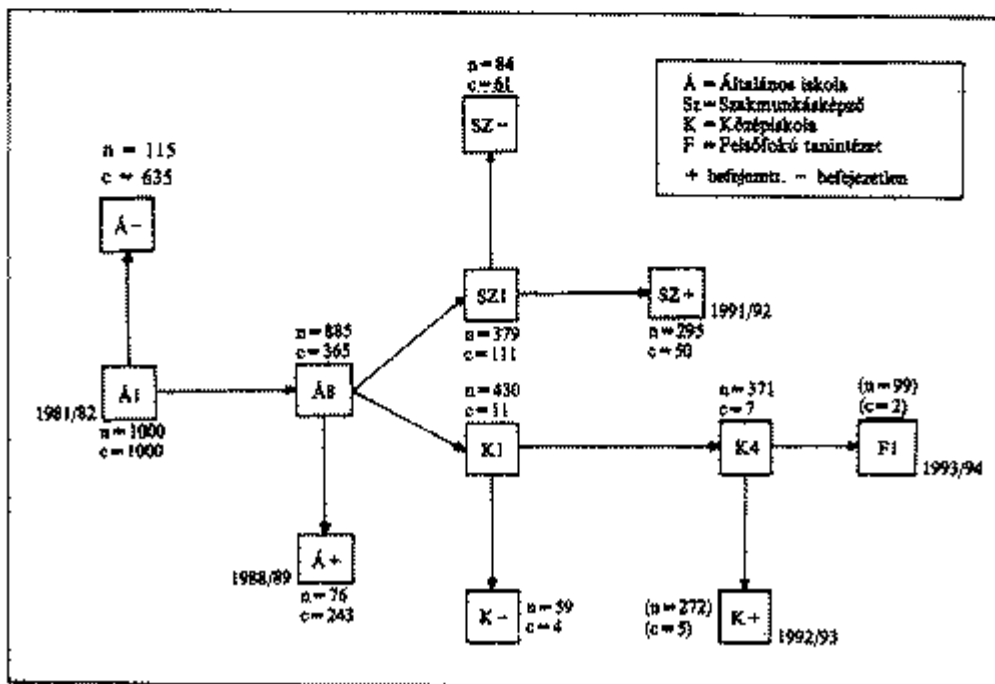 n = 84
c = 61
SZ –
Á = Általános iskola
Sz = Szakmunkásképző
K = Középiskola
F = Felsőfokú tanintézet
+ befejezett. – befejezetlen
n = 115
c = 635
Á –
SZ1
n = 379
c = 111
SZ +
1991/92
n = 295
c = 50
n = 885
c = 365
Á8
Á1
1981/82
n = 1000
c = 1000
n = 430
c = 11
K1
n = 371
c = 7
K4
(n = 99)
(c = 2)
F1
1993/94
Á +
1988/89
n = 76
c = 243
K –
n = 59
c = 4
(n = 272)
(c = 5)
K +
1992/93